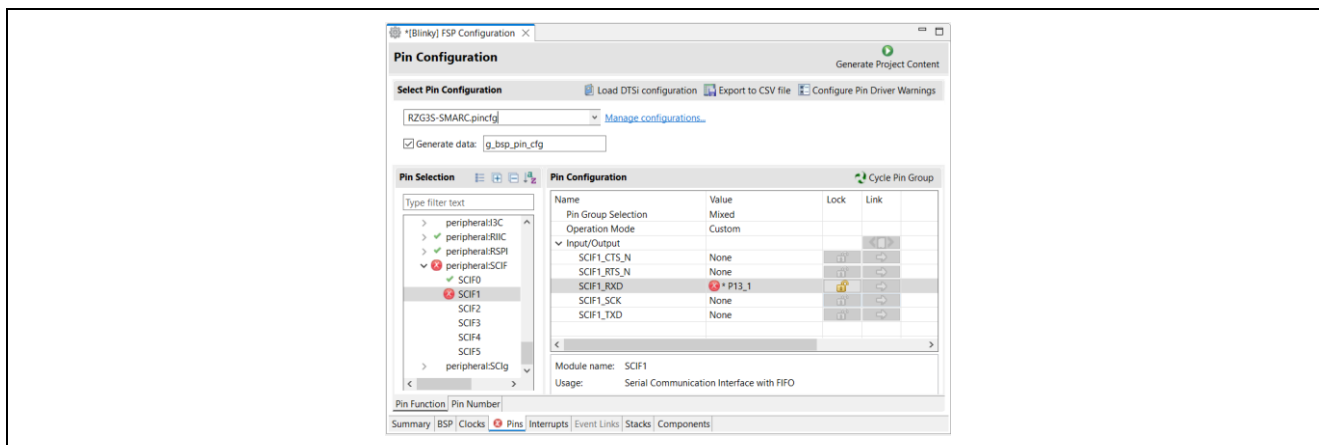 *[Blinky] FSP Configuration
Pin Configuration
Generate Project Content
Select Pin Configuration
Load DTSi configuration Export to CSV file Configure Pin Driver Warnings
RZG3S-SMARC.pincfg
Manage configurations...
Generate data: g_bsp_pin_cfg
Pin Selection
Pin Configuration
Cycle Pin Group
Type filter text
peripheral:I3C
peripheral:RIIC
peripheral:RSPI
peripheral:SCIF
SCIF0
SCIF1
SCIF2
SCIF3
SCIF4
SCIF5
peripheral:SCIg
Name Value Lock Link
Pin Group Selection Mixed
Operation Mode Custom
Input/Output
SCIF1_CTS_N None
SCIF1_RTS_N None
SCIF1_RXD * P13_1
SCIF1_SCK None
SCIF1_TXD None
Module name: SCIF1
Usage: Serial Communication Interface with FIFO
Pin Function Pin Number
Summary BSP Clocks Pins Interrupts Event Links Stacks Components